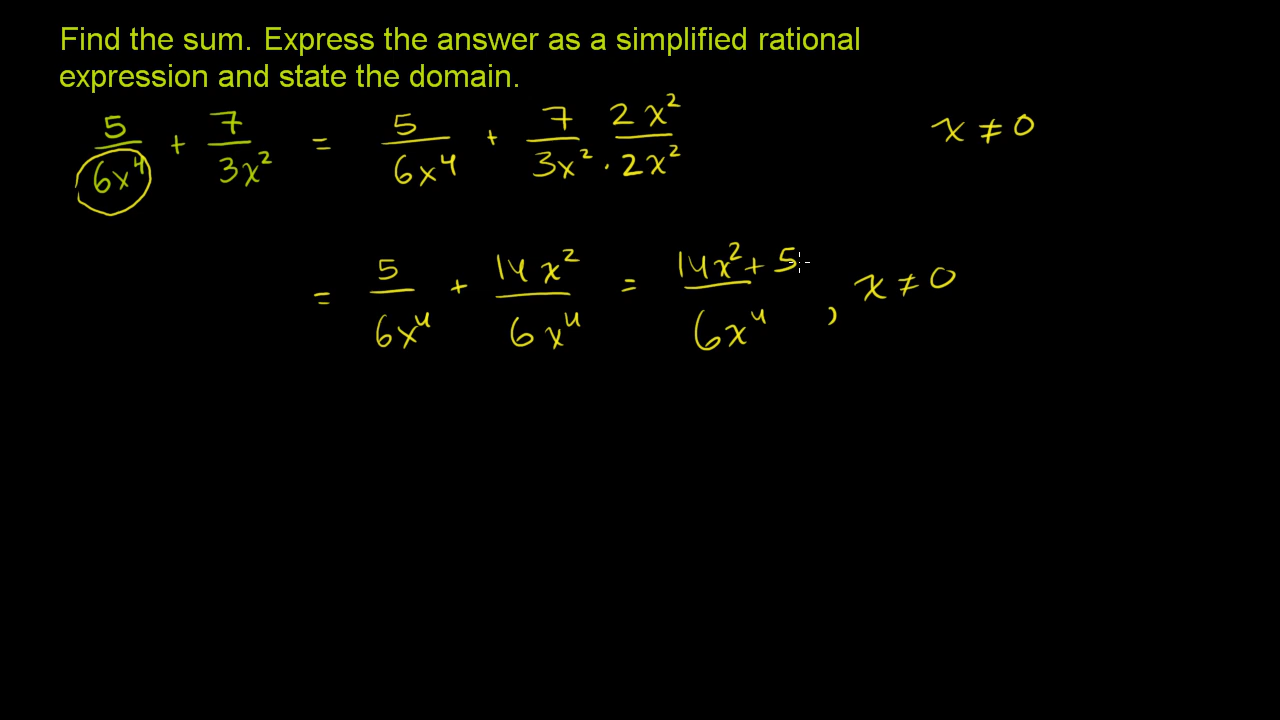 Find the sum. Express the answer as a simplified rational
expression and state the domain.
5/(6x⁴) + 7/(3x²) = 5/(6x⁴) + 7/(3x²) · 2x²/(2x²)    x ≠ 0
= 5/(6x⁴) + 14x²/(6x⁴) = (14x² + 5)/(6x⁴) , x ≠ 0